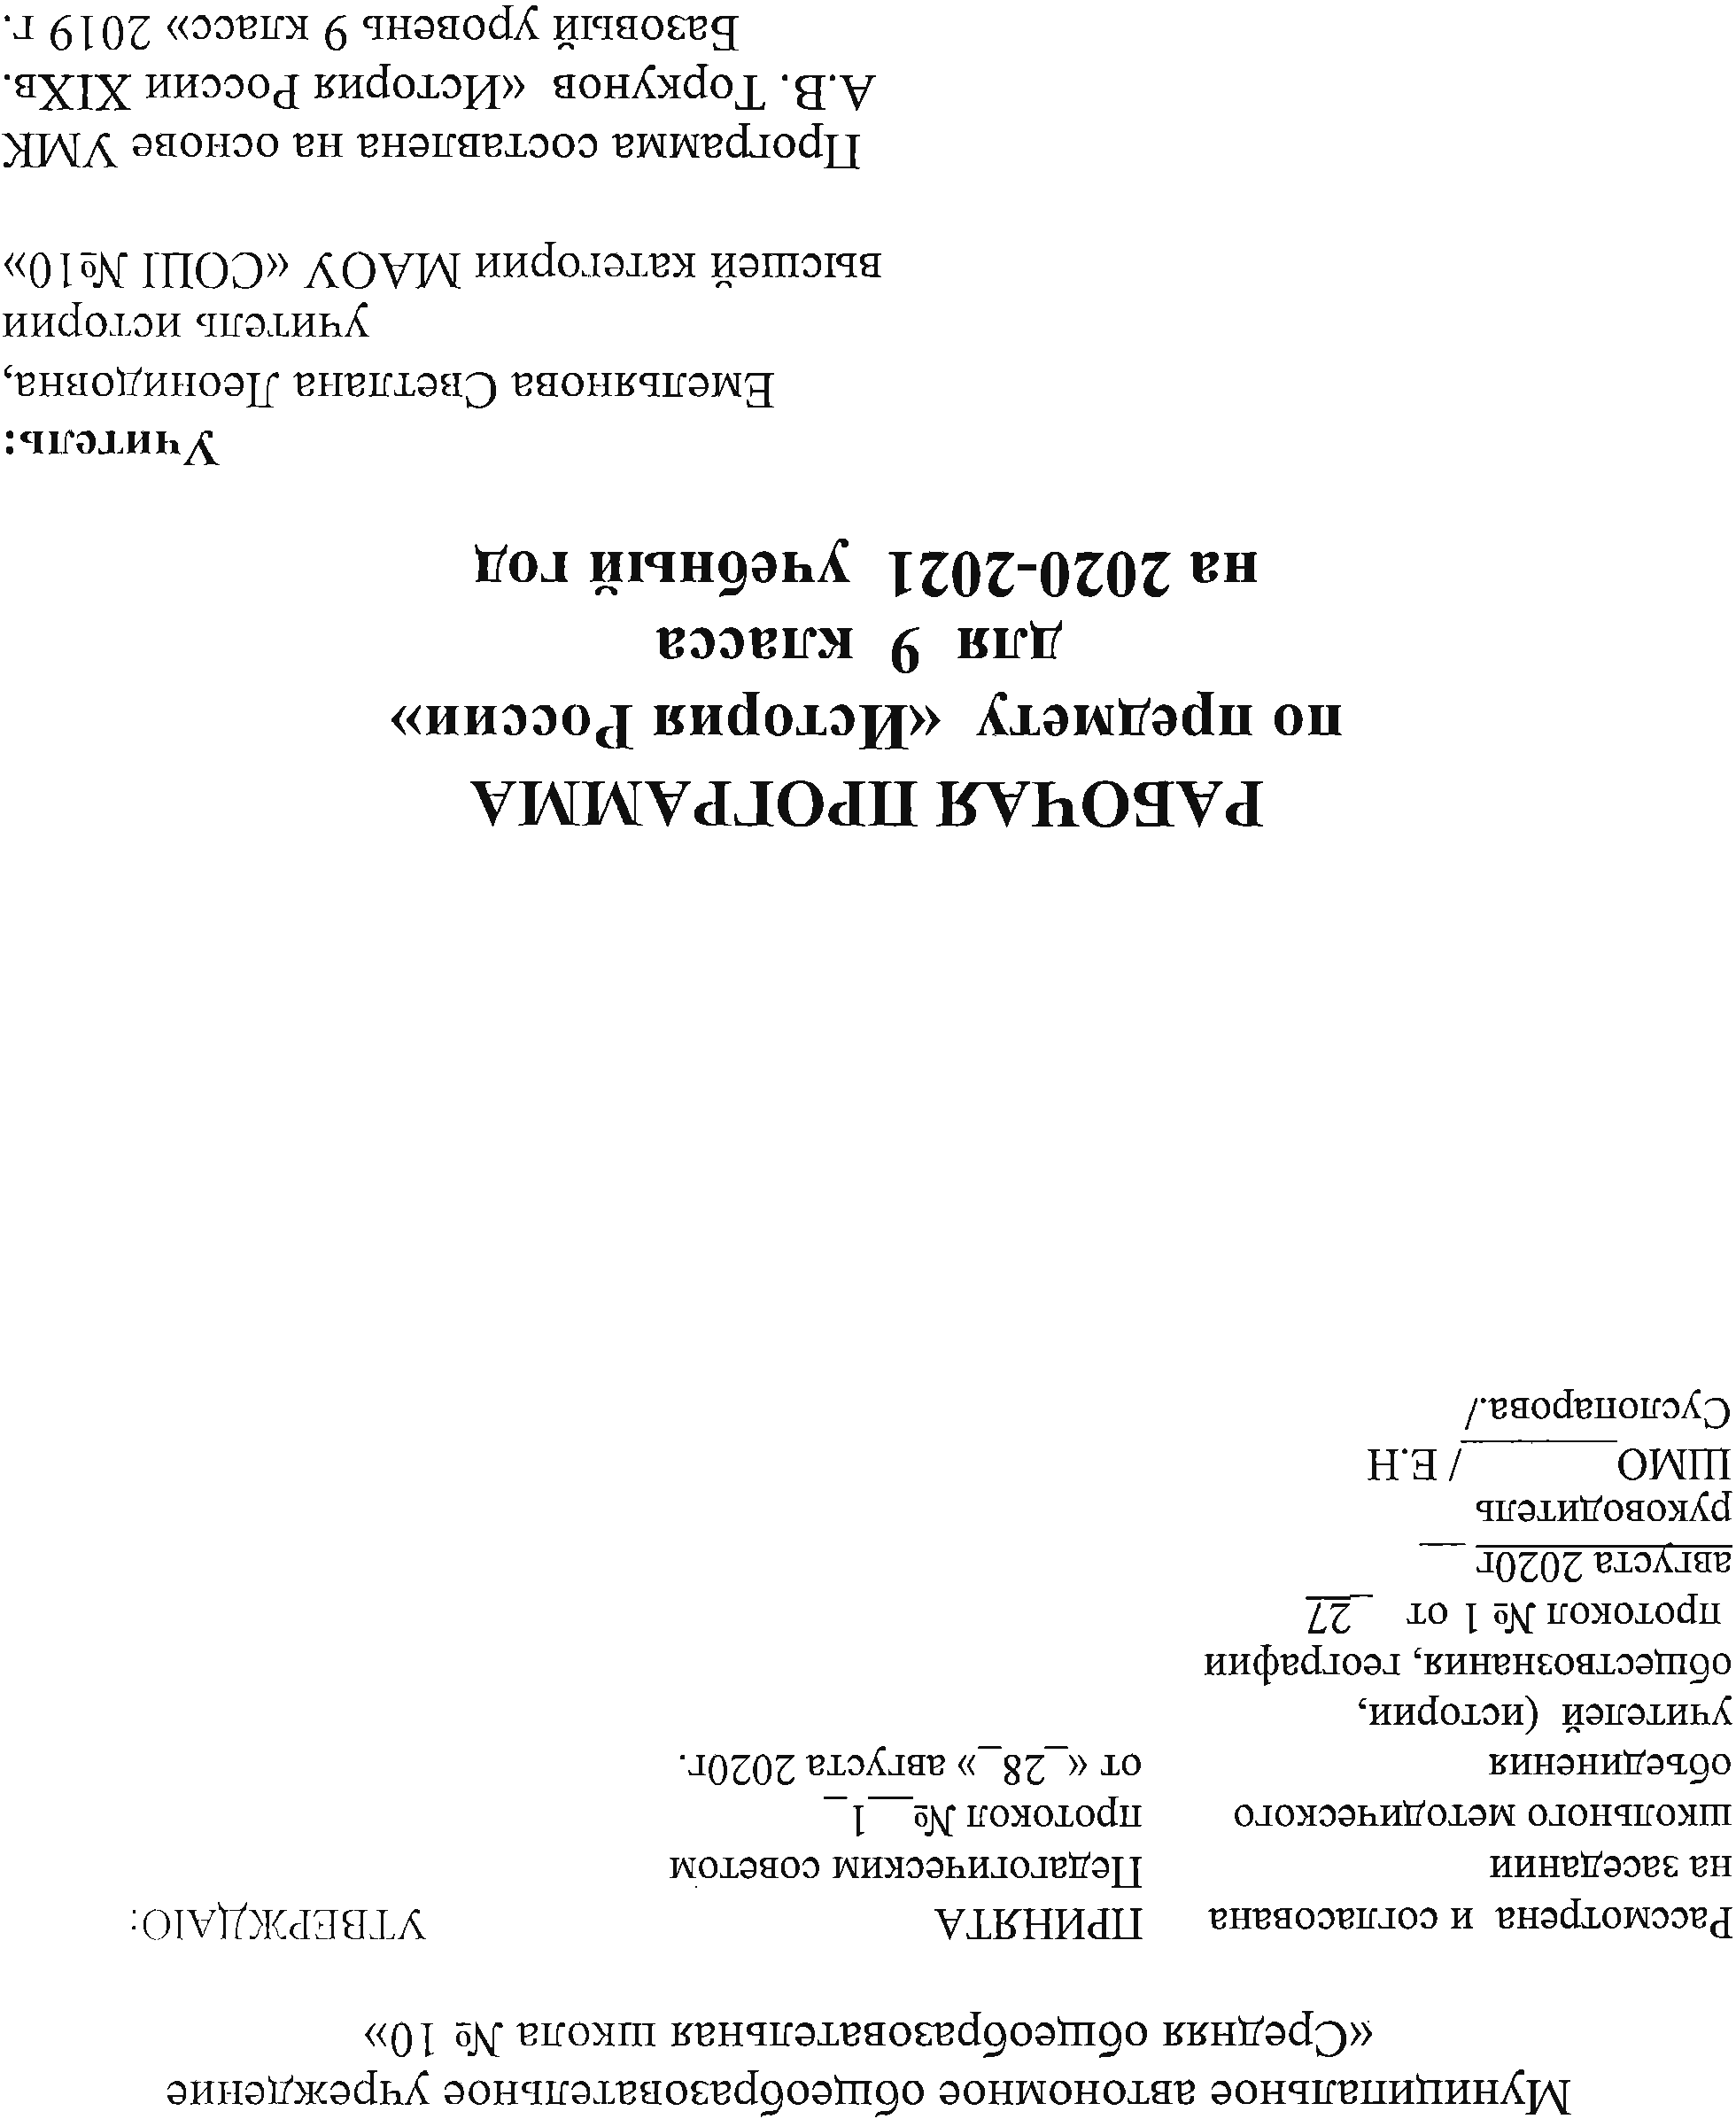 Муниципальное автономное общеобразовательное учреждение
«Средняя общеобразовательная школа № 10»
Рассмотрена и согласована
на заседании
школьного методического
объединения
учителей (истории,
обществознания, географии
протокол № 1 от _27
августа 2020г __
руководитель
ШМО_______/ Е.Н
Суслопарова./
ПРИНЯТА
Педагогическим советом
протокол №__1_
от «_28_» августа 2020г.
УТВЕРЖДАЮ:
РАБОЧАЯ ПРОГРАММА
по предмету «История России»
для 9 класса
на 2020-2021 учебный год
Учитель:
Емельянова Светлана Леонидовна,
учитель истории
высшей категории МАОУ «СОШ №10»
Программа составлена на основе УМК
А.В. Торкунов «История России XIXв.
Базовый уровень 9 класс» 2019 г.